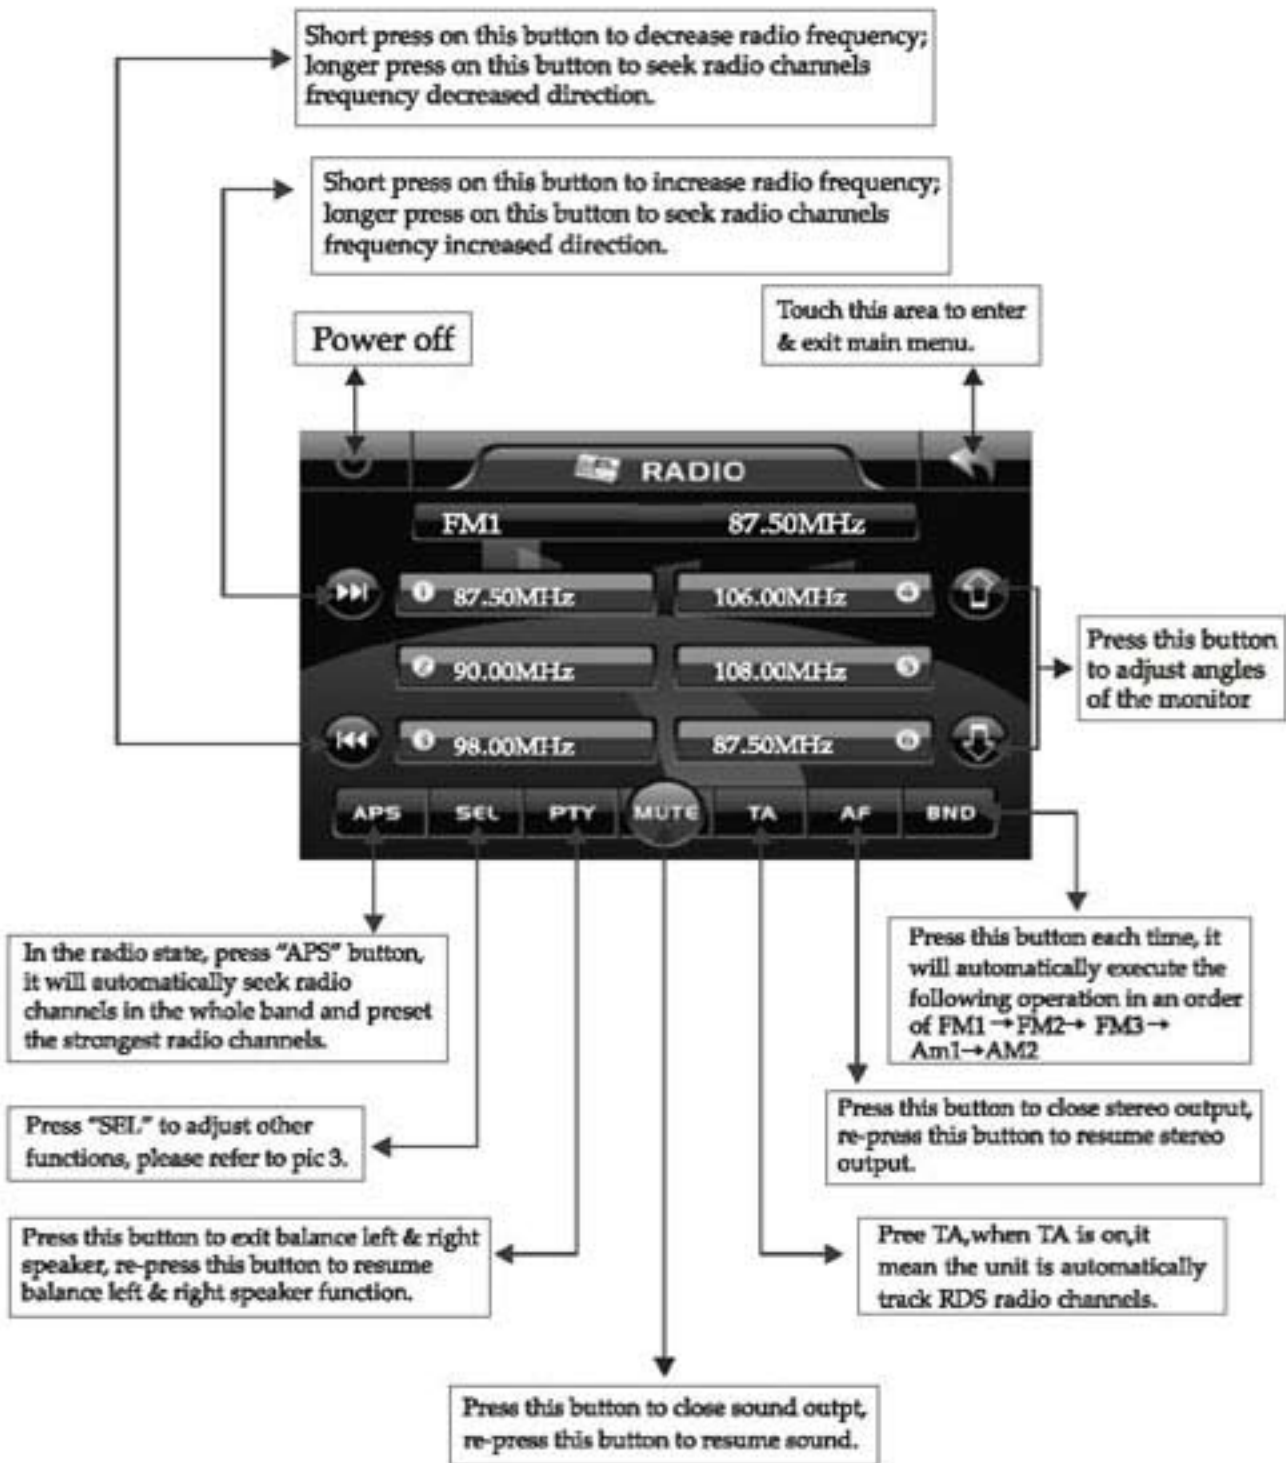 Short press on this button to decrease radio frequency;
longer press on this button to seek radio channels
frequency decreased direction.
Short press on this button to increase radio frequency;
longer press on this button to seek radio channels
frequency increased direction.
Power off
Touch this area to enter
& exit main menu.
RADIO
FM1 87.50MHz
1 87.50MHz 106.00MHz 4
2 90.00MHz 108.00MHz 5
3 98.00MHz 87.50MHz 6
Press this button
to adjust angles
of the monitor
APS SEL PTY MUTE TA AF BND
In the radio state, press "APS" button,
it will automatically seek radio
channels in the whole band and preset
the strongest radio channels.
Press this button each time, it
will automatically execute the
following operation in an order
of FM1→FM2→ FM3→
Am1→AM2
Press "SEL" to adjust other
functions, please refer to pic 3.
Press this button to close stereo output,
re-press this button to resume stereo
output.
Press this button to exit balance left & right
speaker, re-press this button to resume
balance left & right speaker function.
Pree TA,when TA is on,it
mean the unit is automatically
track RDS radio channels.
Press this button to close sound outpt,
re-press this button to resume sound.